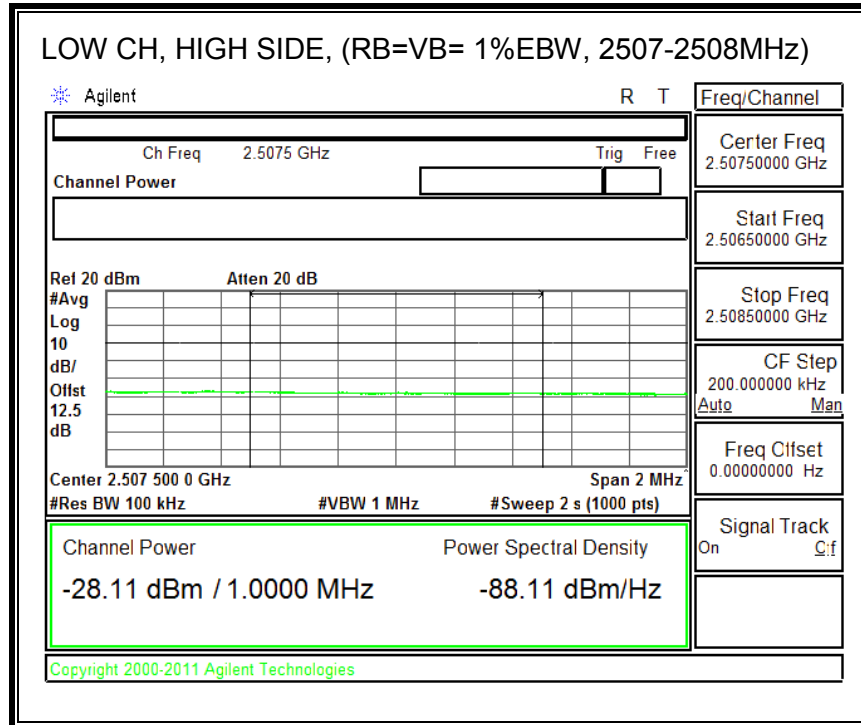 LOW CH, HIGH SIDE, (RB=VB= 1%EBW, 2507-2508MHz)
Agilent R T
Ch Freq 2.5075 GHz Trig Free
Channel Power
Ref 20 dBm Atten 20 dB
#Avg
Log
10
dB/
Offst
12.5
dB
Center 2.507 500 0 GHz Span 2 MHz
#Res BW 100 kHz #VBW 1 MHz #Sweep 2 s (1000 pts)
Channel Power Power Spectral Density
-28.11 dBm / 1.0000 MHz -88.11 dBm/Hz
Copyright 2000-2011 Agilent Technologies
Freq/Channel
Center Freq
2.50750000 GHz
Start Freq
2.50650000 GHz
Stop Freq
2.50850000 GHz
CF Step
200.000000 kHz
Auto Man
Freq Offset
0.00000000 Hz
Signal Track
On Off